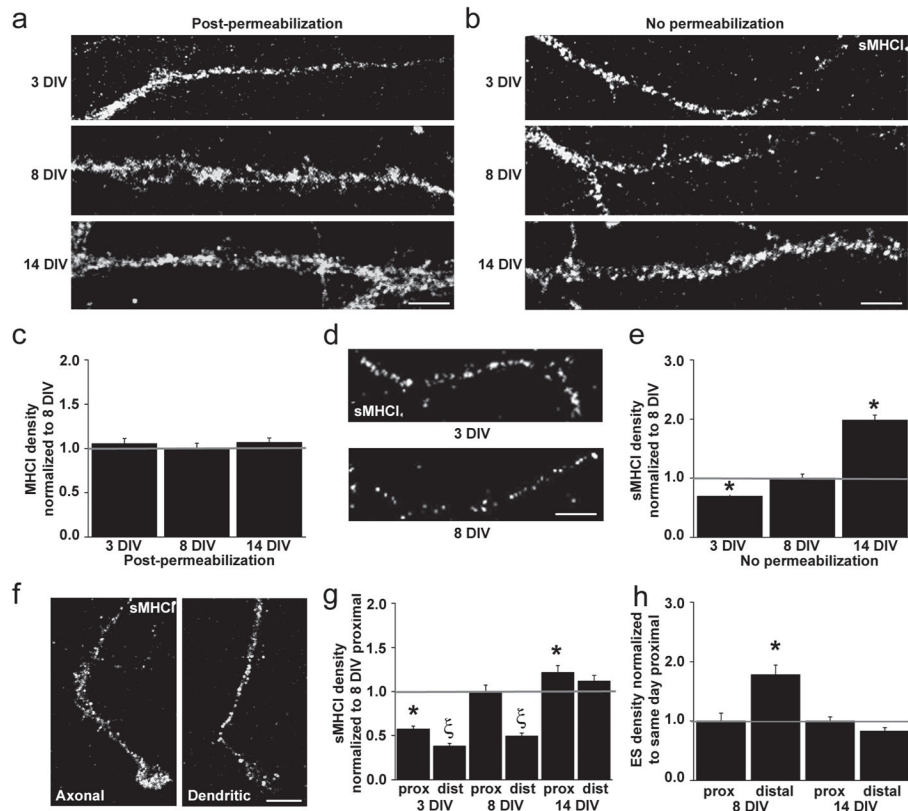 a
Post-permeabilization
3 DIV
8 DIV
14 DIV
b
No permeabilization
sMHCI
3 DIV
8 DIV
14 DIV
c
MHCI density
normalized to 8 DIV
2.0
1.5
1.0
0.5
0.0
3 DIV 8 DIV 14 DIV
Post-permeabilization
d
sMHCI
3 DIV
8 DIV
e
sMHCI density
normalized to 8 DIV
3.0
2.0
1.0
0.0
* *
3 DIV 8 DIV 14 DIV
No permeabilization
f
sMHCI
Axonal
Dendritic
g
sMHCI density
normalized to 8 DIV proximal
2.0
1.5
1.0
0.5
0.0
* ξ ξ *
prox dist prox dist prox dist
3 DIV 8 DIV 14 DIV
h
ES density normalized
to same day proximal
3.0
2.0
1.0
0.0
*
prox distal prox distal
8 DIV 14 DIV